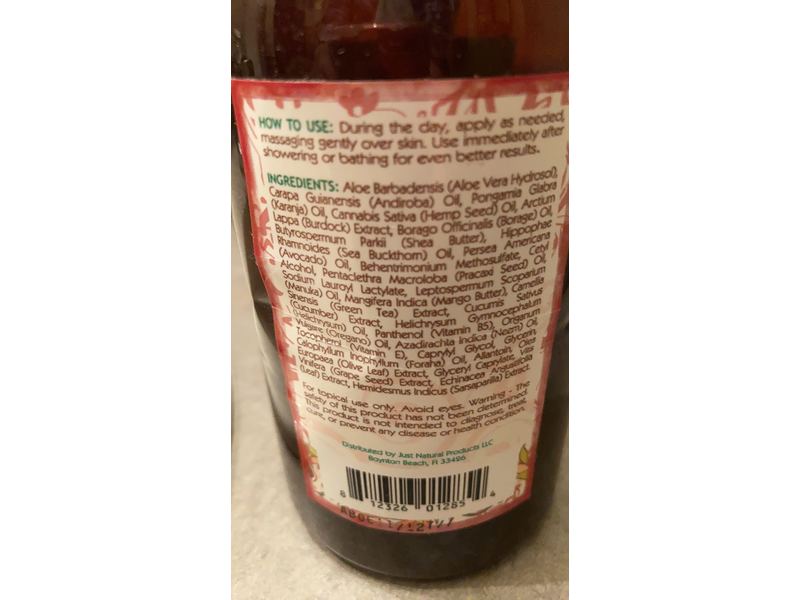 HOW TO USE: During the day, apply as needed,
massaging gently over skin. Use immediately after
showering or bathing for even better results.
INGREDIENTS: Aloe Barbadensis (Aloe Vera Hydrosol),
Carapa Guianensis (Andiroba) Oil, Pongamia Glabra
(Karanja) Oil, Cannabis Sativa (Hemp Seed) Oil, Arctium
Lappa (Burdock) Extract, Borago Officinalis (Borage) Oil,
Butyrospermum Parkii (Shea Butter), Hippophae
Rhamnoides (Sea Buckthorn) Oil, Persea Americana
(Avocado) Oil, Behentrimonium Methosulfate, Cetyl
Alcohol, Pentaclethra Macroloba (Pracaxi Seed) Oil,
Sodium Lauroyl Lactylate, Leptospermum Scoparium
(Manuka) Oil, Mangifera Indica (Mango Butter), Camellia
Sinensis (Green Tea) Extract, Cucumis Sativus
(Cucumber) Extract, Helichrysum Gymnocephalum
(Helichrysum) Oil, Panthenol (Vitamin B5), Origanum
Vulgare (Oregano) Oil, Azadirachta Indica (Neem) Oil,
Tocopherol (Vitamin E), Caprylyl Glycol, Glycerin,
Calophyllum Inophyllum (Foraha) Oil, Allantoin, Olea
Europaea (Olive Leaf) Extract, Glyceryl Caprylate, Vitis
Vinifera (Grape Seed) Extract, Echinacea Angustifolia
(Leaf) Extract, Hemidesmus Indicus (Sarsaparilla) Extract.
For topical use only. Avoid eyes. Warning - The
safety of this product has not been determined.
This product is not intended to diagnose, treat,
cure, or prevent any disease or health condition.
Distributed by Just Natural Products LLC
Boynton Beach, Fl 33426
8 12326 01285 4